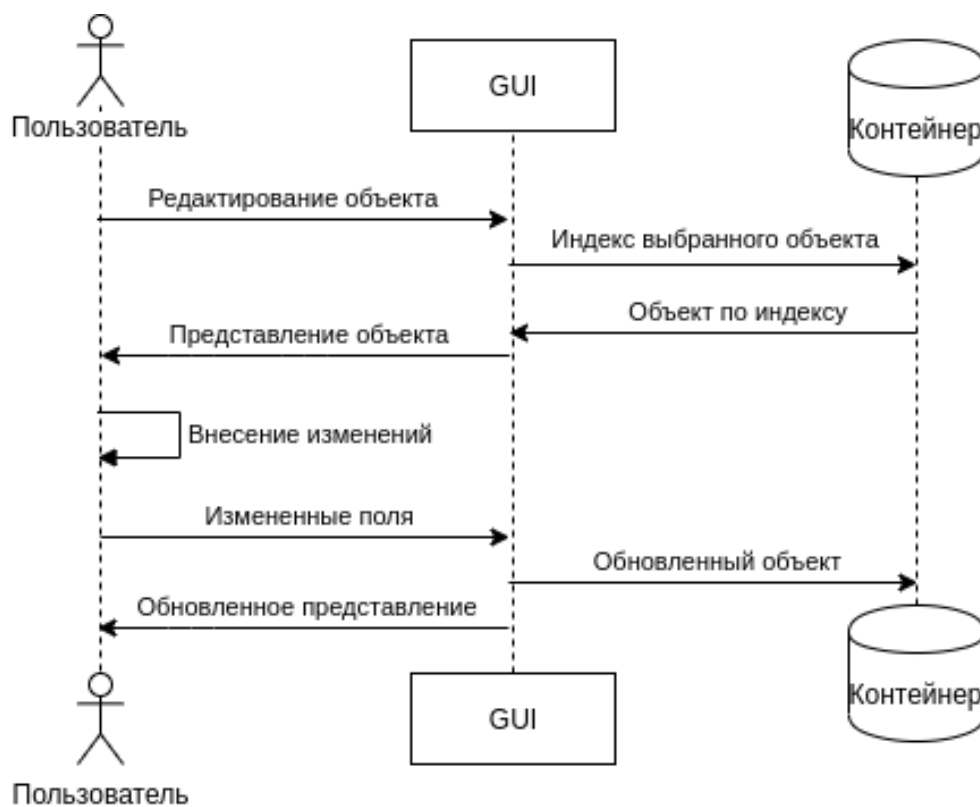 Пользователь
GUI
Контейнер
Редактирование объекта
Индекс выбранного объекта
Объект по индексу
Представление объекта
Внесение изменений
Измененные поля
Обновленный объект
Обновленное представление
Контейнер
GUI
Пользователь